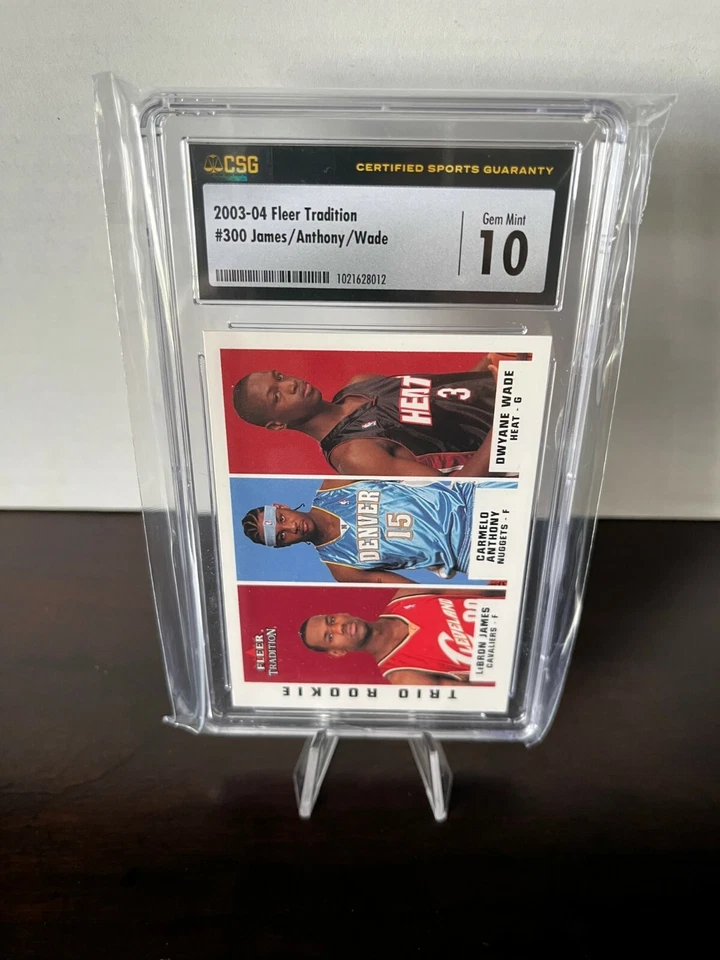 CSG
CERTIFIED SPORTS GUARANTY
2003-04 Fleer Tradition
#300 James/Anthony/Wade
Gem Mint
10
1021628012
HEAT
3
DWYANE WADE
HEAT - G
DENVER
15
CARMELO
ANTHONY
NUGGETS - F
CLEVELAND
LEBRON JAMES
CAVALIERS - F
FLEER
TRADITION
TRIO ROOKIE